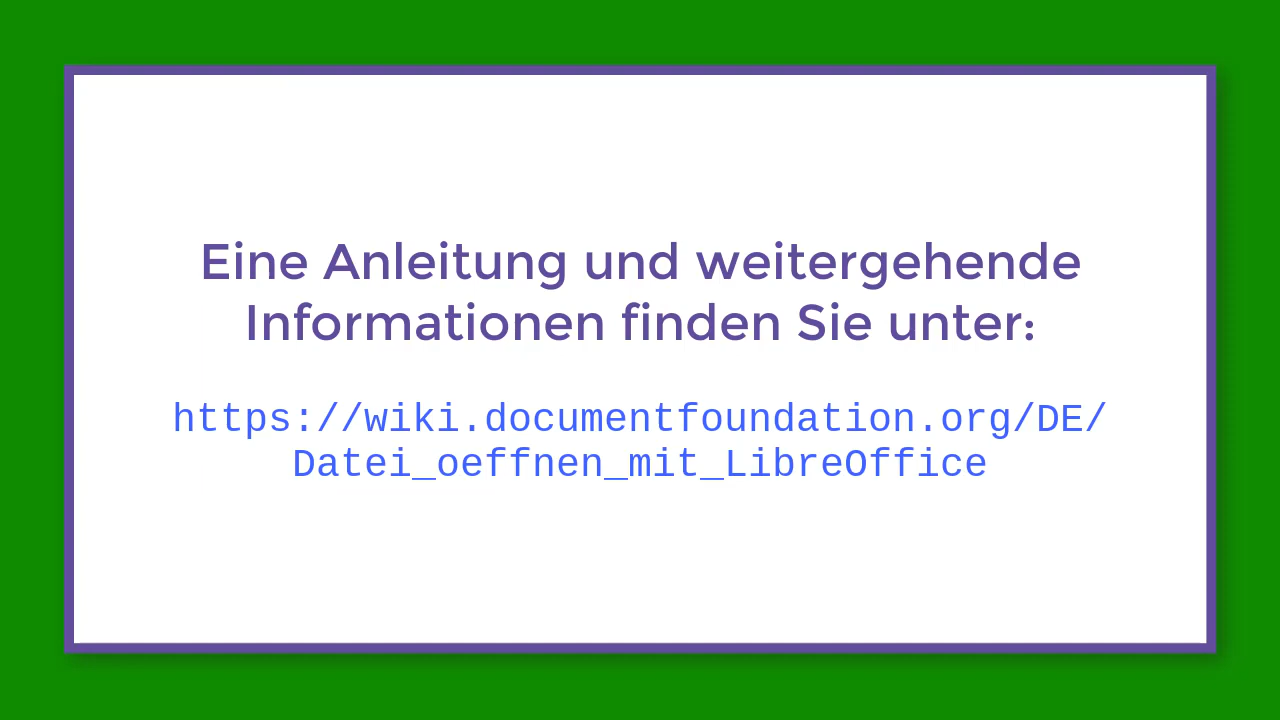 Eine Anleitung und weitergehende
Informationen finden Sie unter:
https://wiki.documentfoundation.org/DE/
Datei_oeffnen_mit_LibreOffice